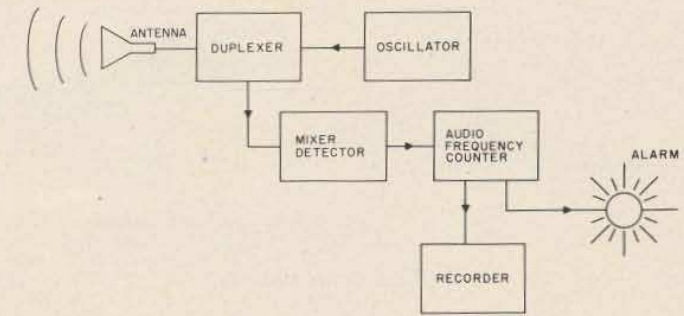 ANTENNA
DUPLEXER
OSCILLATOR
MIXER
DETECTOR
AUDIO
FREQUENCY
COUNTER
ALARM
RECORDER